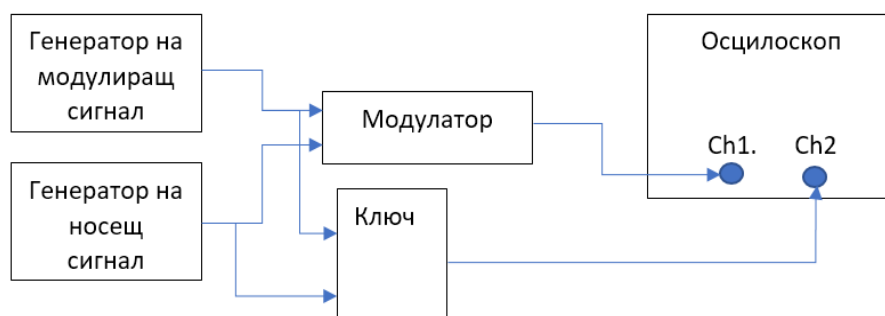 Генератор на
модулиращ
сигнал
Генератор на
носещ
сигнал
Модулатор
Ключ
Осцилоскоп
Ch1.
Ch2